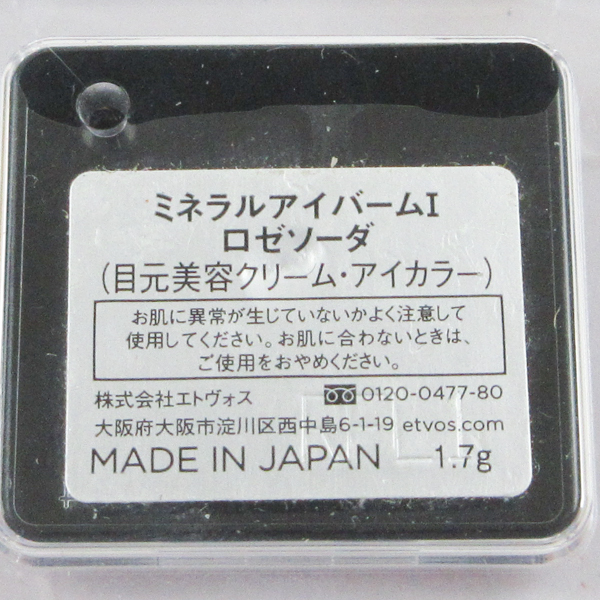 ミネラルアイバームI
ロゼソーダ
(目元美容クリーム・アイカラー)
お肌に異常が生じていないかよく注意して
使用してください。お肌に合わないときは、
ご使用をおやめください。
株式会社エトヴォス 0120-0477-80
大阪府大阪市淀川区西中島6-1-19 etvos.com
MADE IN JAPAN 1.7g